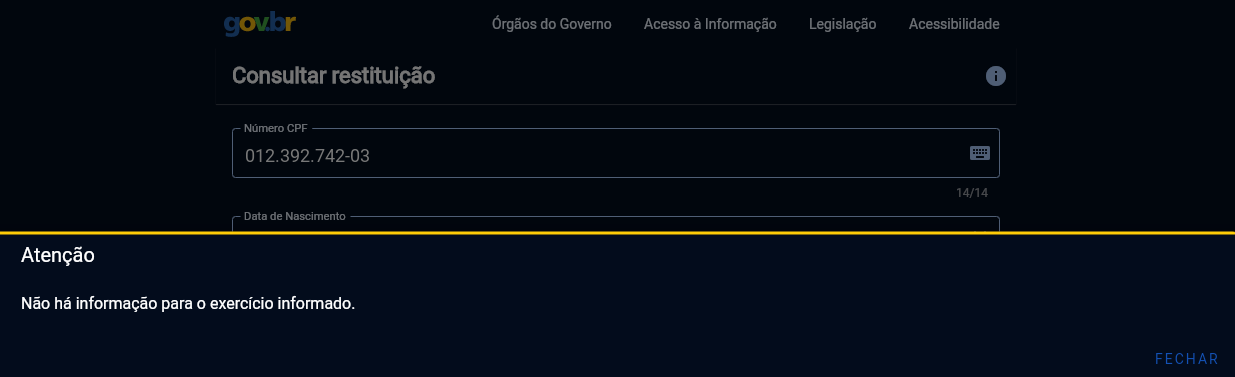 gov.br
Órgãos do Governo Acesso à Informação Legislação Acessibilidade
Consultar restituição
Número CPF
012.392.742-03
14/14
Data de Nascimento
Atenção
Não há informação para o exercício informado.
FECHAR